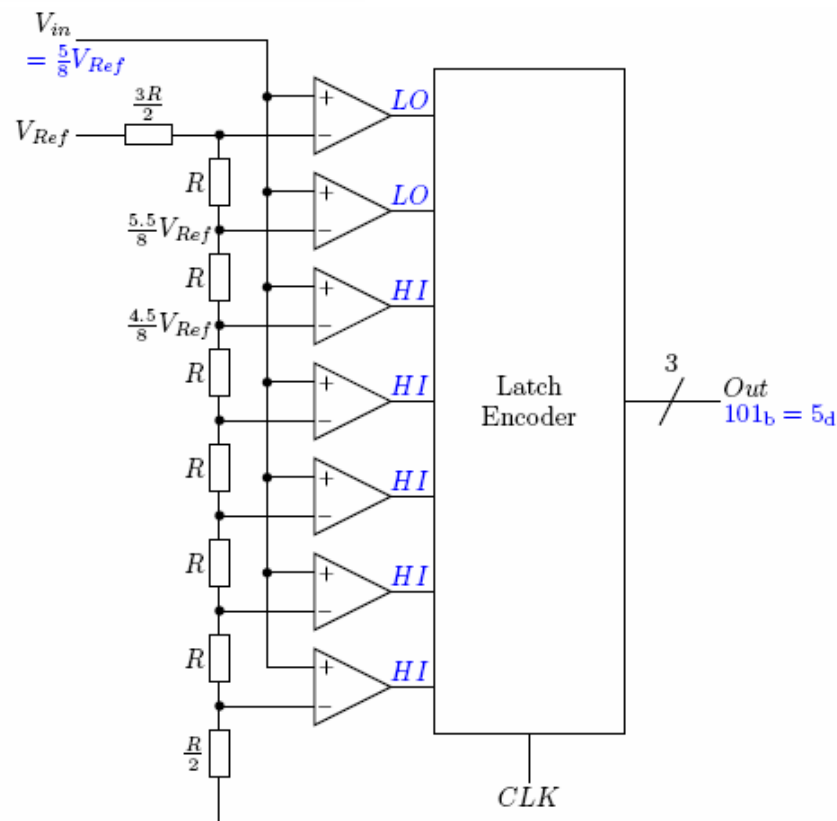 V_in
= 5/8 V_Ref
LO
3R/2
V_Ref
R
LO
5.5/8 V_Ref
R
HI
4.5/8 V_Ref
R
HI
3
Latch
Encoder
Out
101_b = 5_d
R
HI
R
HI
R
HI
R/2
CLK
+
−
+
−
+
−
+
−
+
−
+
−
+
−